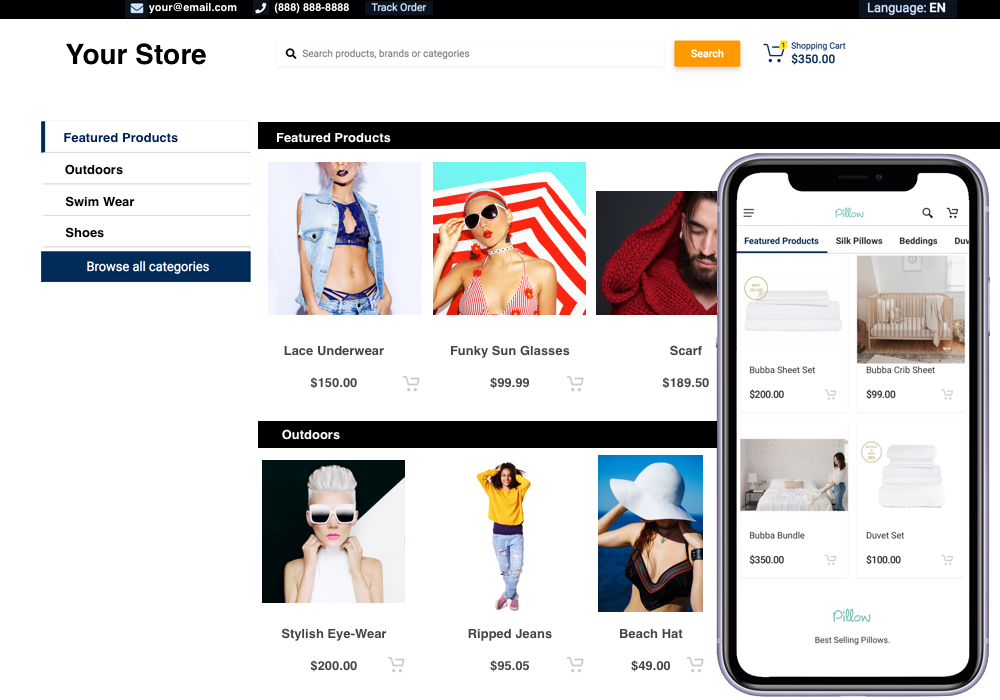 your@email.com (888) 888-8888 Track Order Language: EN
Your Store
Search products, brands or categories
Search
1
Shopping Cart
$350.00
Featured Products
Outdoors
Swim Wear
Shoes
Browse all categories
Featured Products
Lace Underwear Funky Sun Glasses Scarf
$150.00 $99.99 $189.50
Outdoors
Stylish Eye-Wear Ripped Jeans Beach Hat
$200.00 $95.05 $49.00
Pillow
Featured Products Silk Pillows Beddings Duv
BEST
SELLER
Bubba Sheet Set Bubba Crib Sheet
$200.00 $99.00
Bubba Bundle Duvet Set
$350.00 $100.00
Pillow
Best Selling Pillows.